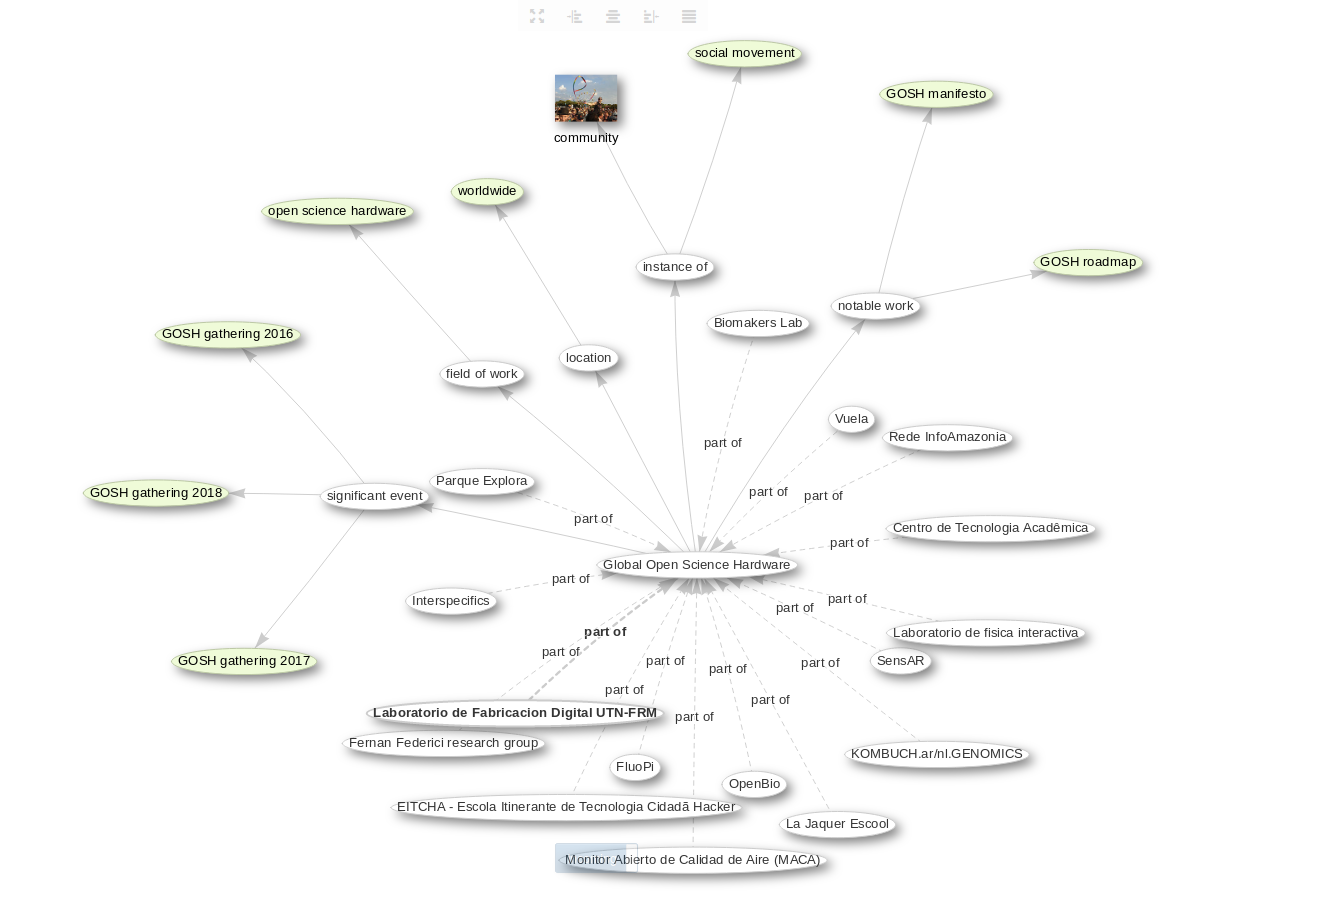 social movement
GOSH manifesto
community
worldwide
open science hardware
GOSH roadmap
instance of
notable work
Biomakers Lab
GOSH gathering 2016
location
field of work
Vuela
Rede InfoAmazonia
part of
Parque Explora
GOSH gathering 2018
significant event
part of
part of
part of
Centro de Tecnologia Acadêmica
part of
Global Open Science Hardware
part of
Interspecifics
part of
part of
part of
Laboratorio de fisica interactiva
part of
GOSH gathering 2017
part of
SensAR
part of
part of
part of
part of
Laboratorio de Fabricacion Digital UTN-FRM
part of
Fernan Federici research group
KOMBUCH.ar/nl.GENOMICS
FluoPi
OpenBio
EITCHA - Escola Itinerante de Tecnologia Cidadã Hacker
La Jaquer Escool
Monitor Abierto de Calidad de Aire (MACA)